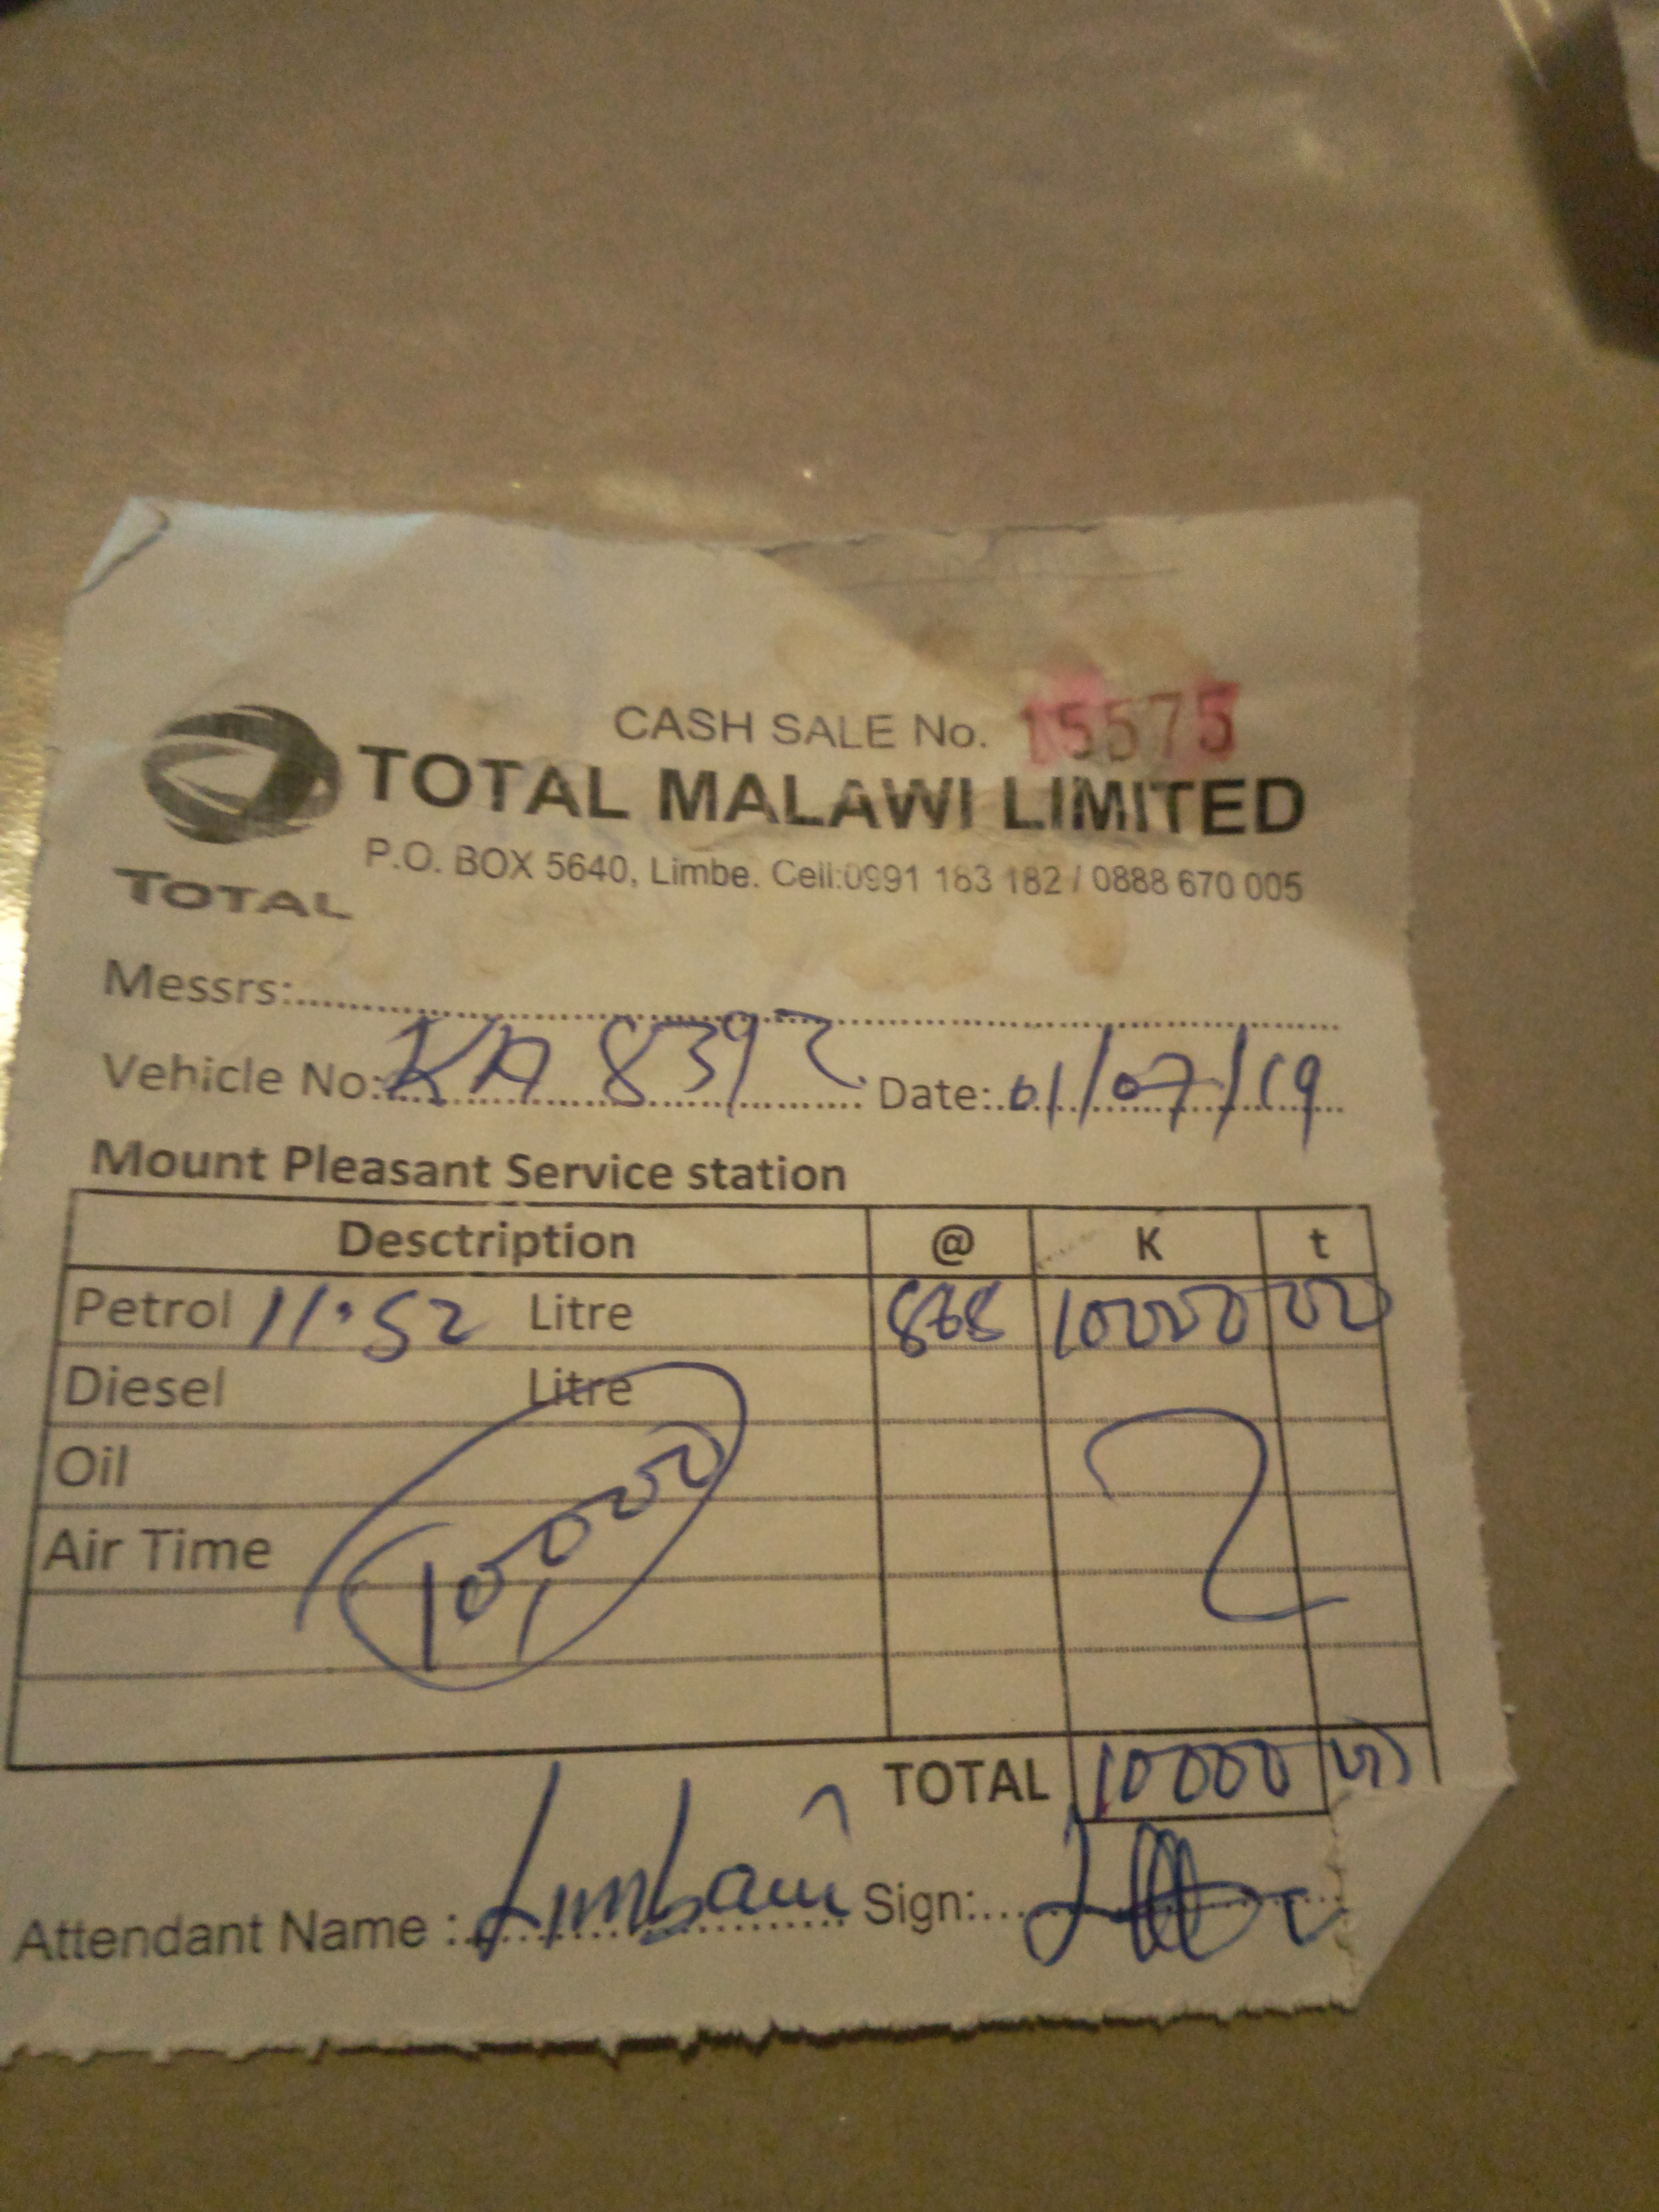 CASH SALE No. 15575
TOTAL MALAWI LIMITED
TOTAL
P.O. BOX 5640, Limbe. Cell:0991 183 182 / 0888 670 005
Messrs:
Vehicle No: KA 8392 Date: 01/07/19
Mount Pleasant Service station
Desctription @ K t
Petrol 11.52 Litre 868 10000 00
Diesel Litre
Oil
Air Time
10,000
TOTAL 10000 00
Attendant Name : Limbani Sign: